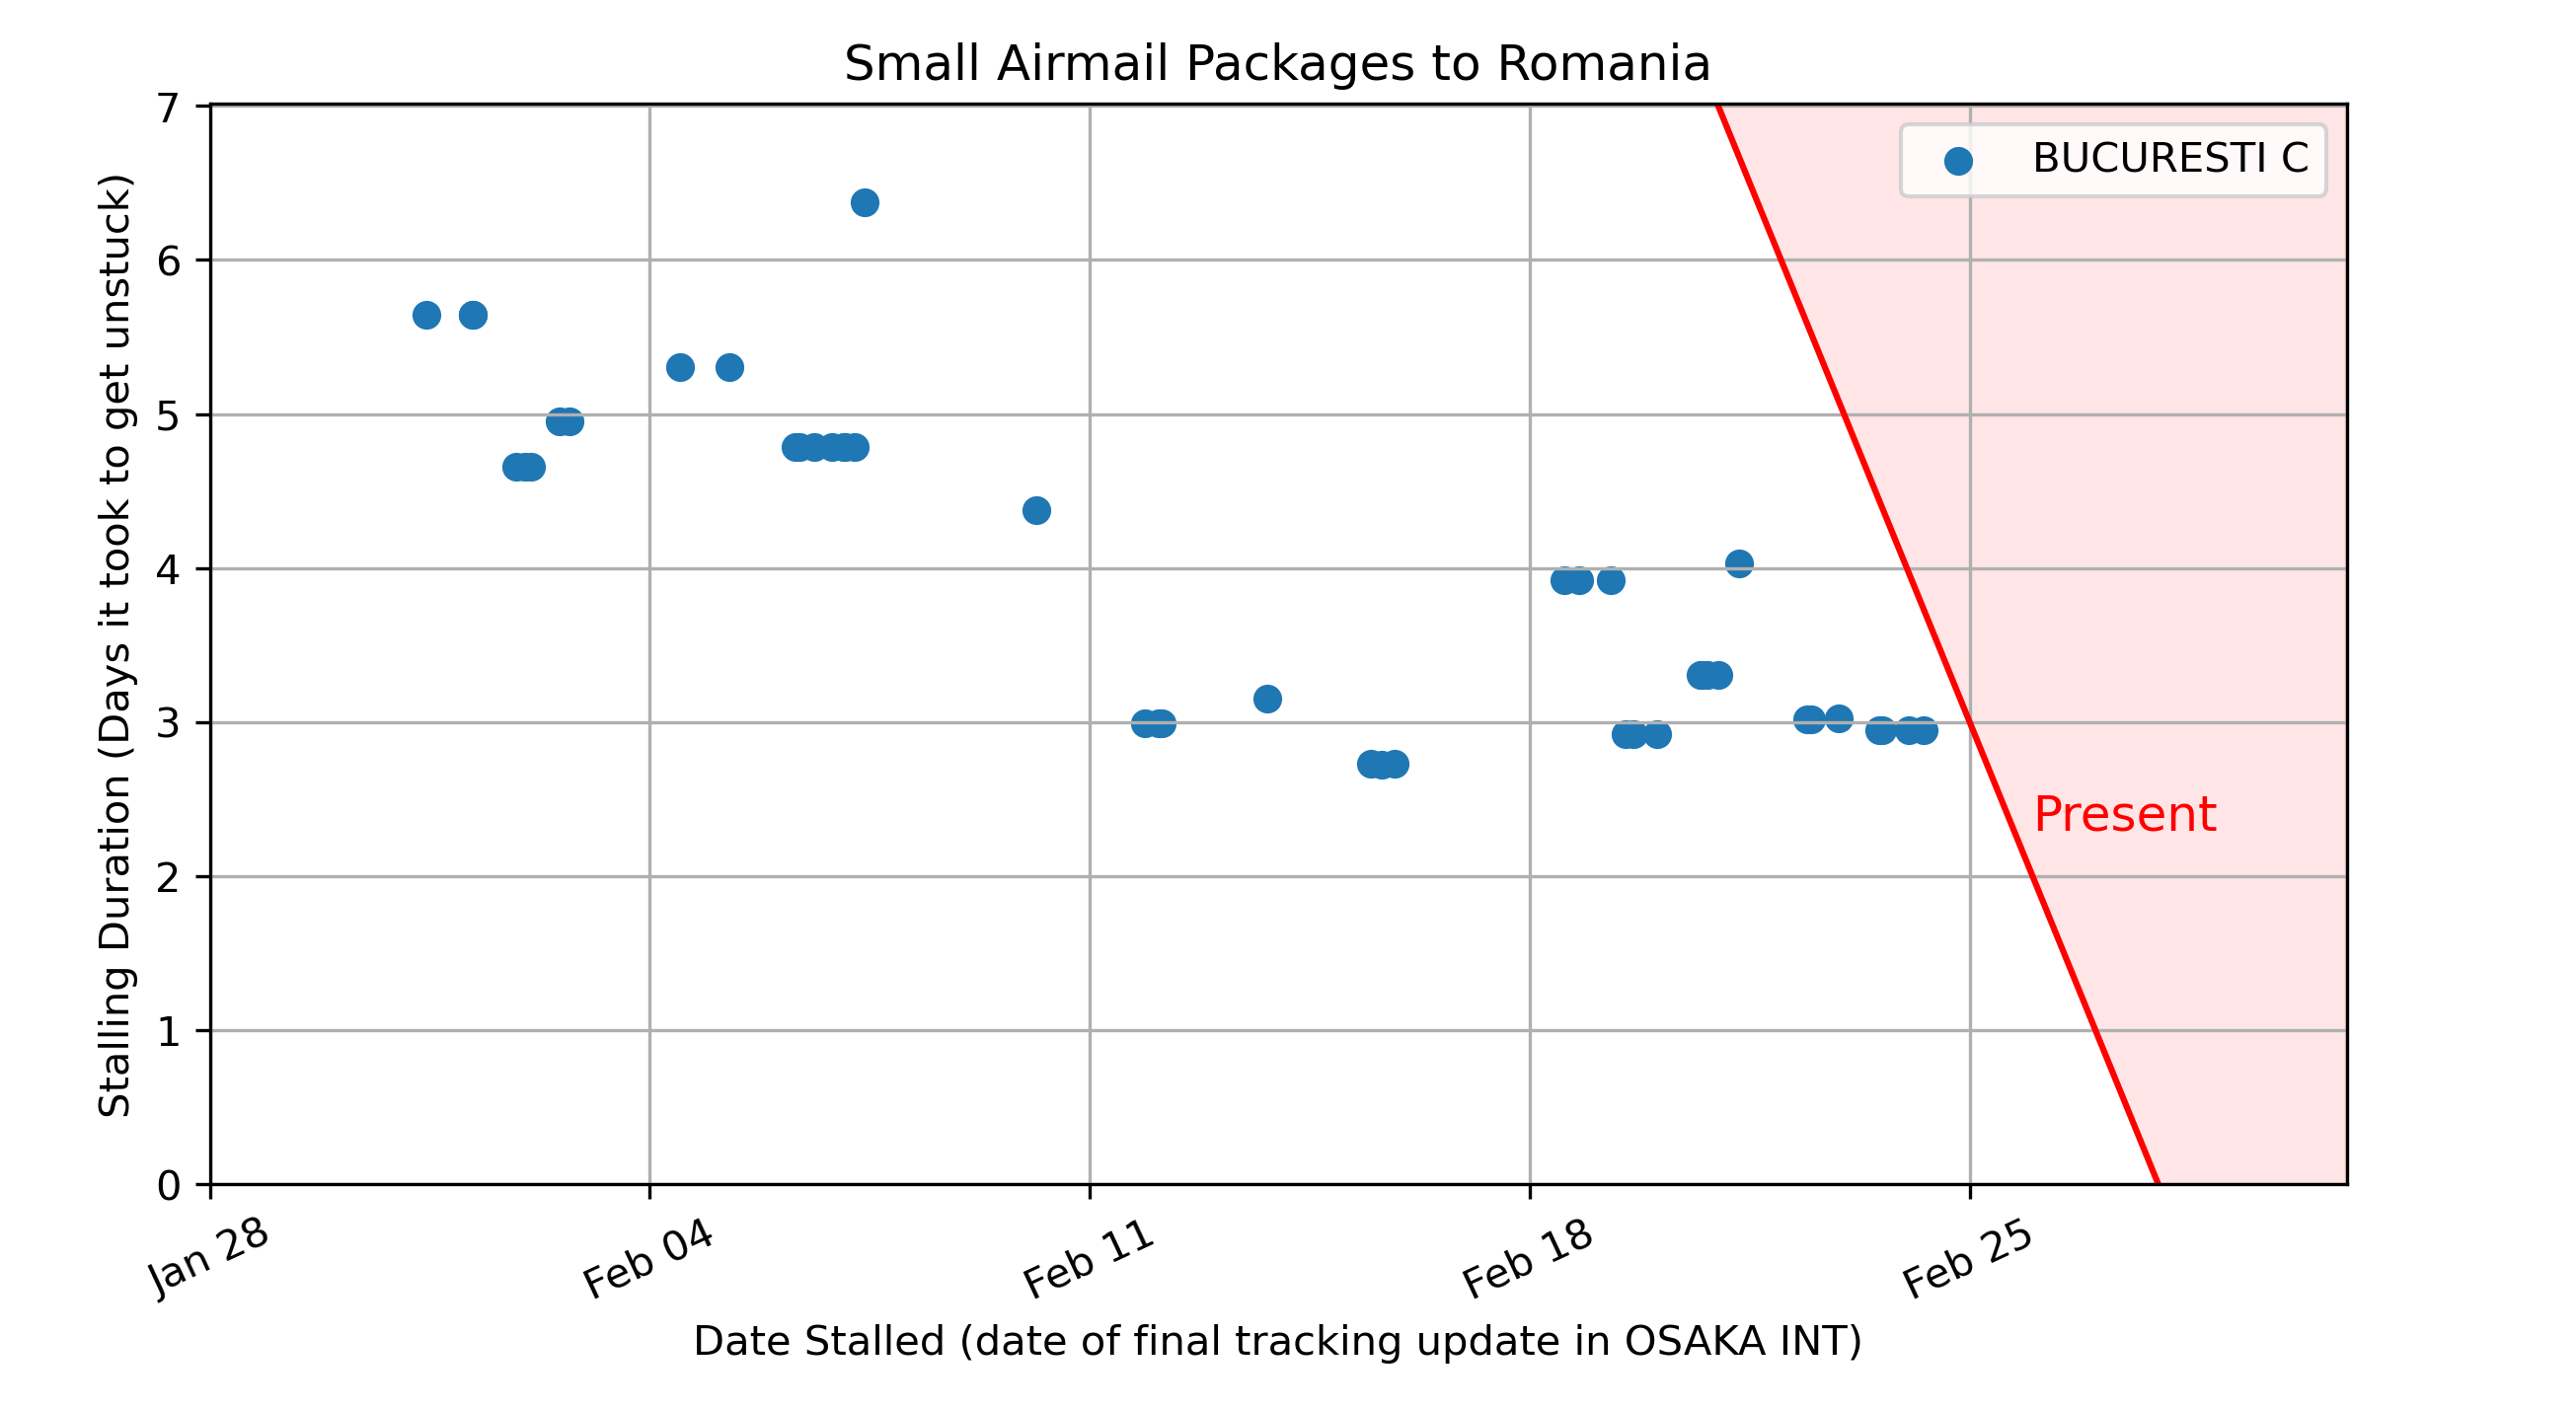 Small Airmail Packages to Romania
BUCURESTI C
Stalling Duration (Days it took to get unstuck)
7
6
5
4
3
2
1
0
Present
Jan 28
Feb 04
Feb 11
Feb 18
Feb 25
Date Stalled (date of final tracking update in OSAKA INT)